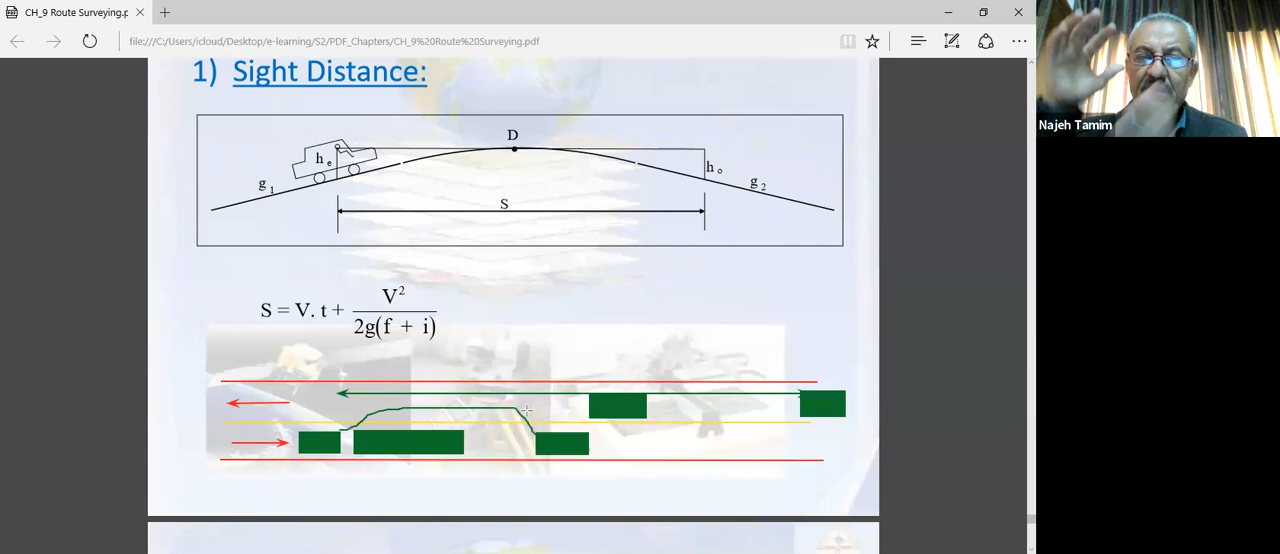 CH_9 Route Surveying.p
file:///C:/Users/icloud/Desktop/e-learning/S2/PDF_Chapters/CH_9%20Route%20Surveying.pdf
Najeh Tamim
1) Sight Distance:
D
h e
h o
g 1
g 2
S
S = V. t + V² / 2g(f + i)